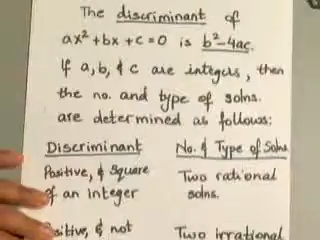 The discriminant of
ax² + bx + c = 0 is b²-4ac.
If a, b, & c are integers, then
the no. and type of solns.
are determined as follows:
Discriminant No. & Type of Solns.
Positive, & Square Two rational
of an integer solns.
& not Two irrational